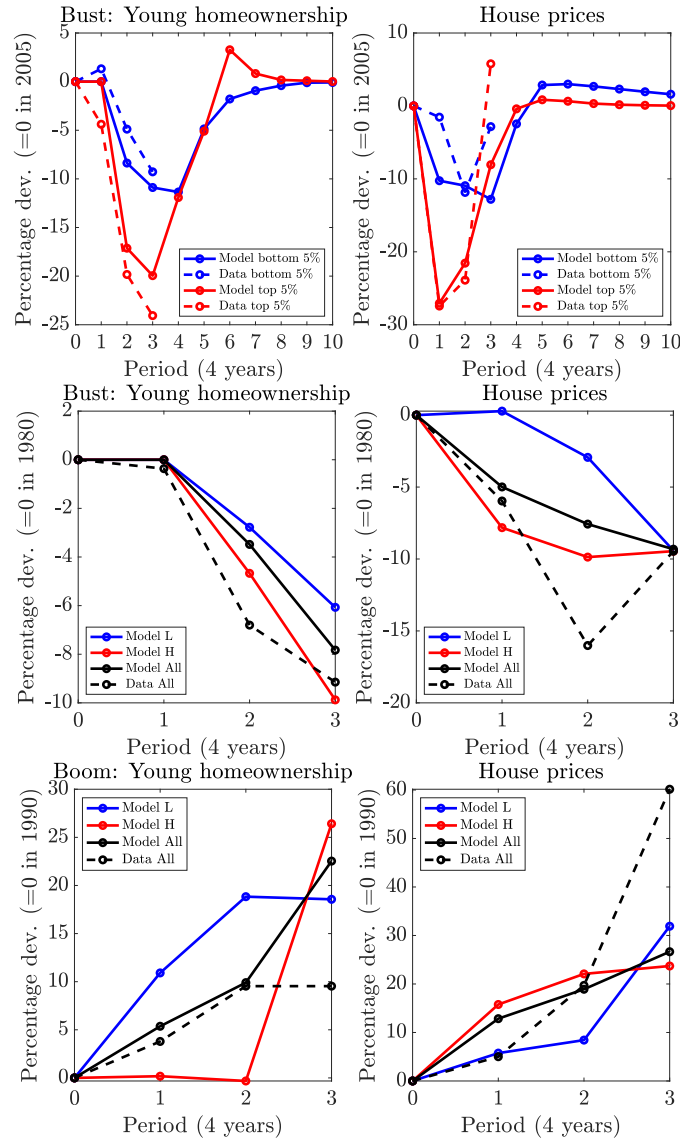 Bust: Young homeownership
Percentage dev. (=0 in 2005)
5
0
-5
-10
-15
-20
-25
Model bottom 5%
Data bottom 5%
Model top 5%
Data top 5%
0 1 2 3 4 5 6 7 8 9 10
Period (4 years)
House prices
Percentage dev. (=0 in 2005)
10
0
-10
-20
-30
Model bottom 5%
Data bottom 5%
Model top 5%
Data top 5%
0 1 2 3 4 5 6 7 8 9 10
Period (4 years)
Bust: Young homeownership
Percentage dev. (=0 in 1980)
2
0
-2
-4
-6
-8
-10
Model L
Model H
Model All
Data All
0 1 2 3
Period (4 years)
House prices
Percentage dev. (=0 in 1980)
0
-5
-10
-15
-20
Model L
Model H
Model All
Data All
0 1 2 3
Period (4 years)
Boom: Young homeownership
Percentage dev. (=0 in 1990)
30
25
20
15
10
5
0
Model L
Model H
Model All
Data All
0 1 2 3
Period (4 years)
House prices
Percentage dev. (=0 in 1990)
60
50
40
30
20
10
0
Model L
Model H
Model All
Data All
0 1 2 3
Period (4 years)